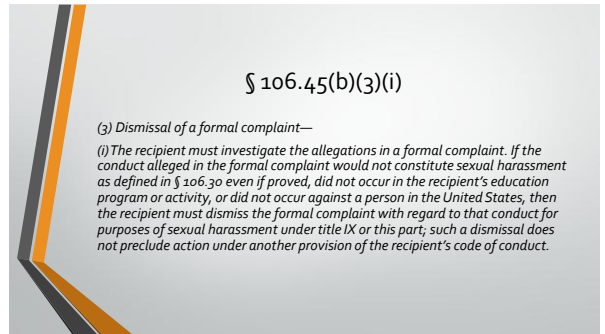 § 106.45(b)(3)(i)
(3) Dismissal of a formal complaint—
(i) The recipient must investigate the allegations in a formal complaint. If the
conduct alleged in the formal complaint would not constitute sexual harassment
as defined in § 106.30 even if proved, did not occur in the recipient's education
program or activity, or did not occur against a person in the United States, then
the recipient must dismiss the formal complaint with regard to that conduct for
purposes of sexual harassment under title IX or this part; such a dismissal does
not preclude action under another provision of the recipient's code of conduct.